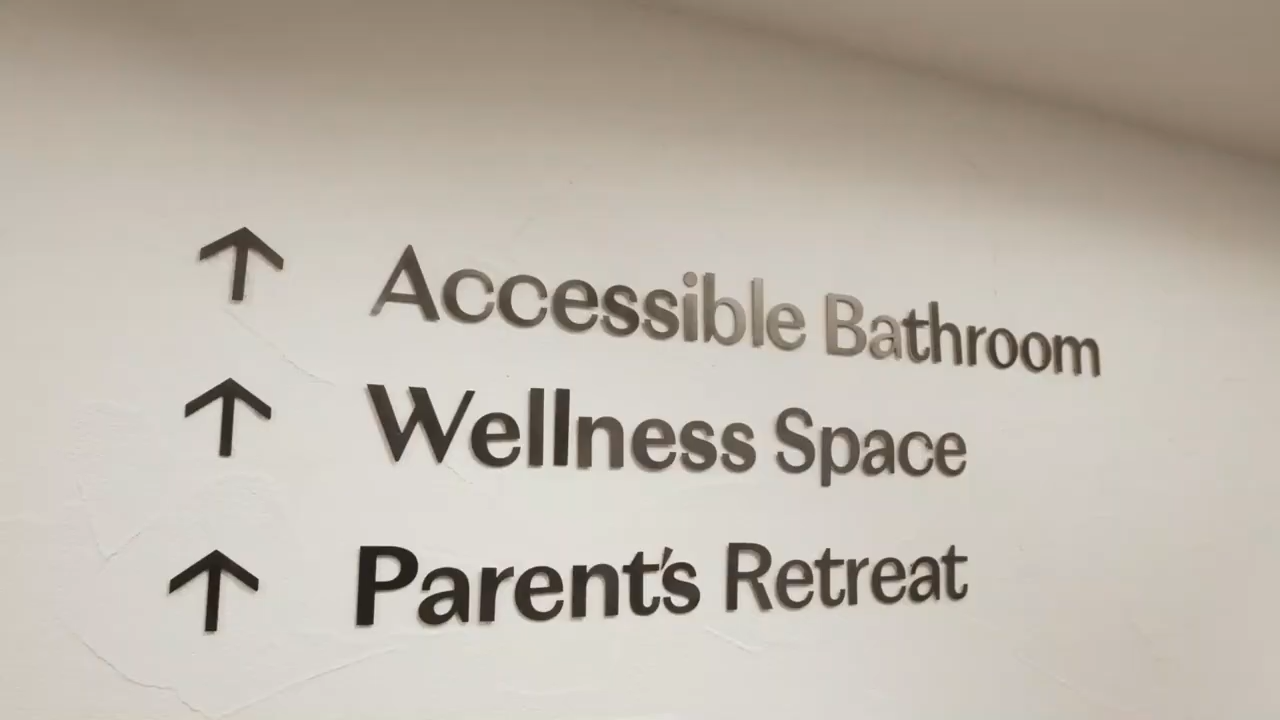 ↑ Accessible Bathroom
↑ Wellness Space
↑ Parent's Retreat